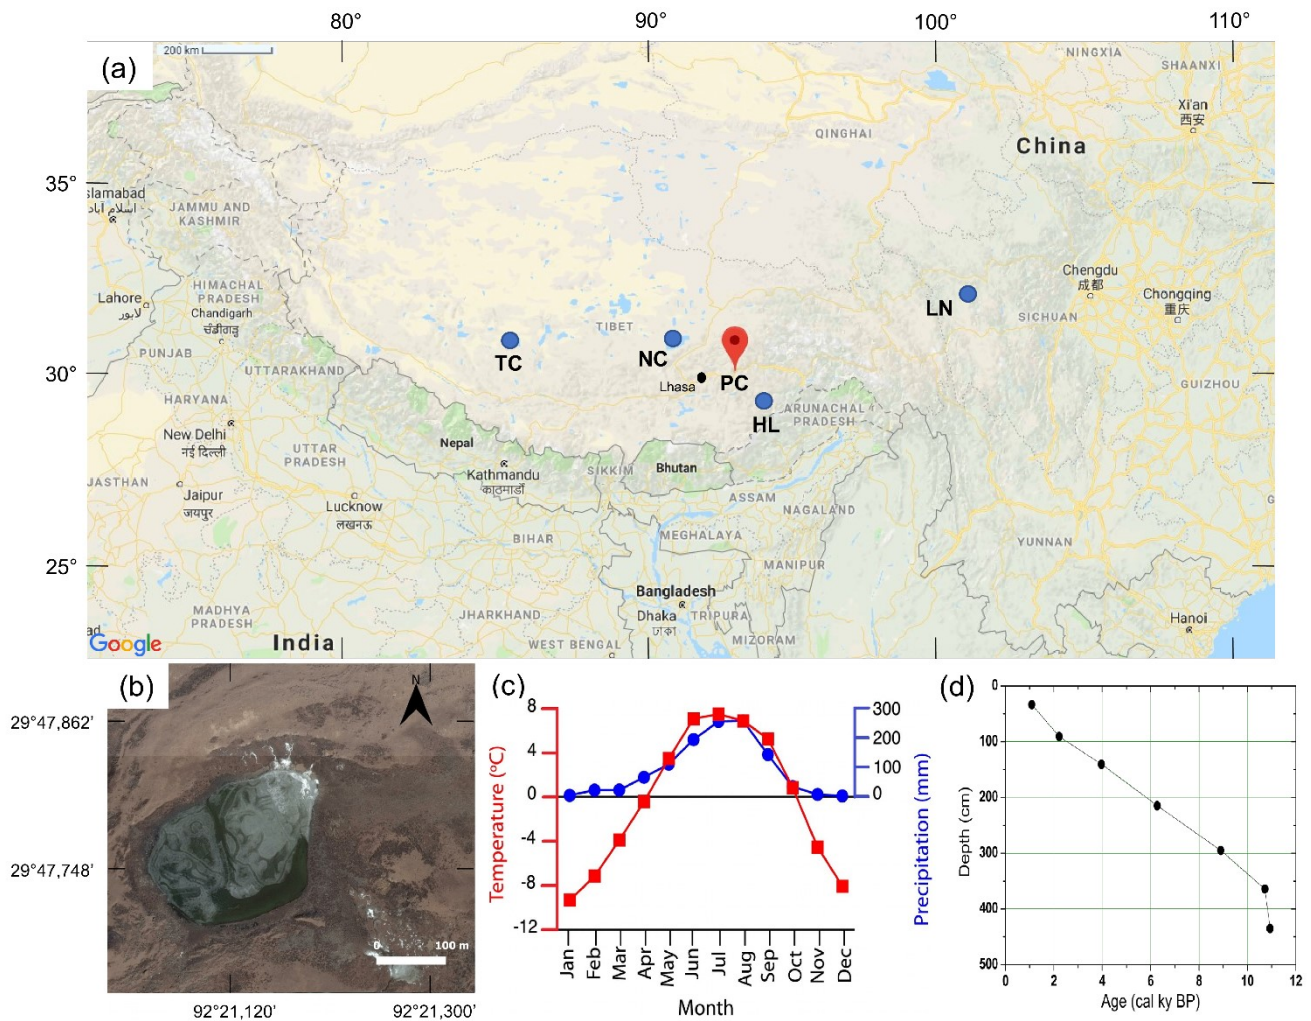 80°
90°
100°
110°
(a)
200 km
NINGXIA
SHAANXI
Xi'an
西安
QINGHAI
China
35°
slamabad
اسلام آباد
JAMMU AND
KASHMIR
HIMACHAL
PRADESH
Chandigarh
चंडीगढ़
Lahore
لاہور
PUNJAB
UTTARAKHAND
TIBET
LN
Chengdu
成都
Chongqing
重庆
SICHUAN
TC
NC
PC
Lhasa
30°
HL
ARUNACHAL
PRADESH
GUIZHOU
HARYANA
New Delhi
नई दिल्ली
UTTAR
PRADESH
Nepal
Kathmandu
काठमाडौं
SIKKIM
Bhutan
ASSAM
NAGALAND
JASTHAN
Jaipur
जयपुर
Lucknow
लखनऊ
BIHAR
MEGHALAYA
MANIPUR
YUNNAN
G
25°
Bangladesh
Dhaka
ঢাকা
TRIPURA
MIZORAM
MADHYA
PRADESH
JHARKHAND
WEST BENGAL
Hanoi
ad
Google
India
(b)
N
29°47,862'
29°47,748'
0
100 m
92°21,120'
92°21,300'
(c)
8
4
0
-4
-8
-12
Temperature (°C)
300
200
100
0
Precipitation (mm)
Jan
Feb
Mar
Apr
May
Jun
Jul
Aug
Sep
Oct
Nov
Dec
Month
(d)
0
100
200
300
400
500
Depth (cm)
0 2 4 6 8 10 12
Age (cal ky BP)